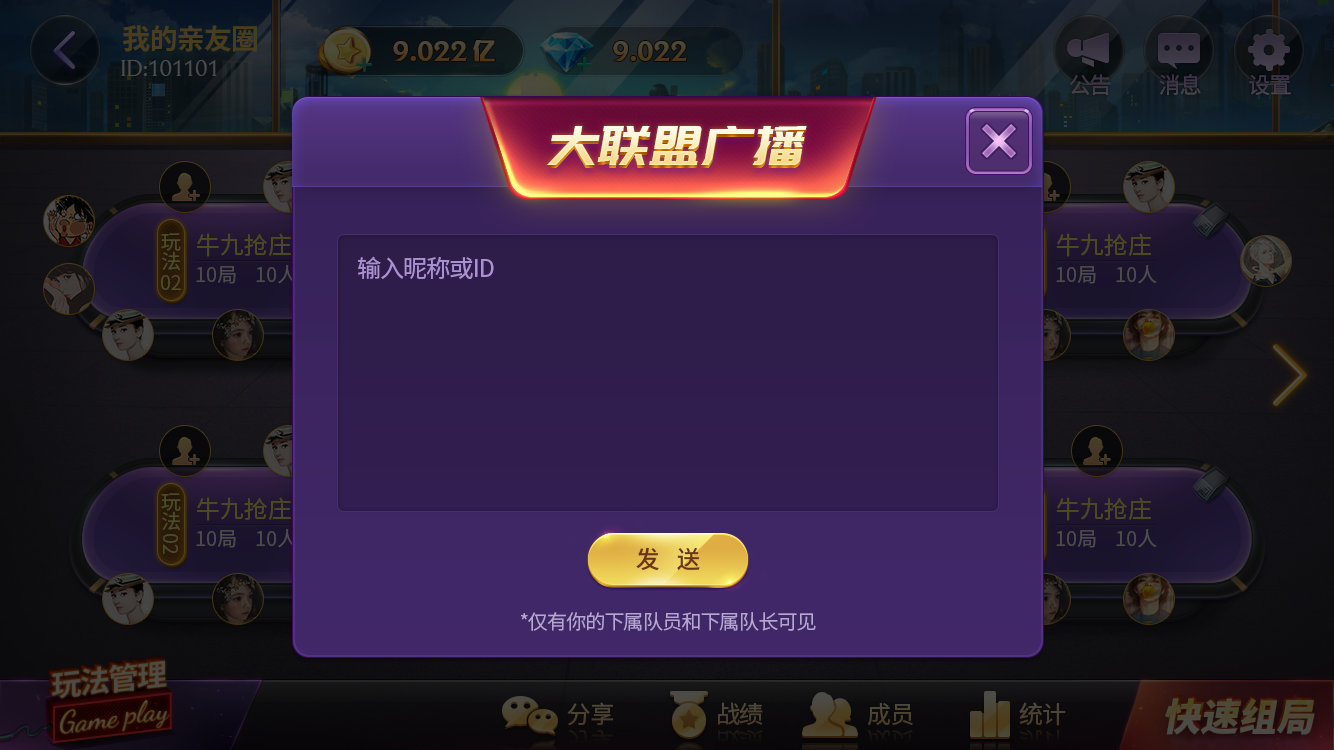 我的亲友圈
ID:101101
9.022 亿
9.022
公告
消息
设置
大联盟广播
输入昵称或ID
发 送
*仅有你的下属队员和下属队长可见
玩法02
牛九抢庄
10局 10人
牛九抢庄
10局 10人
玩法02
牛九抢庄
10局 10人
牛九抢庄
10局 10人
玩法管理
Game play
分享
战绩
成员
统计
快速组局